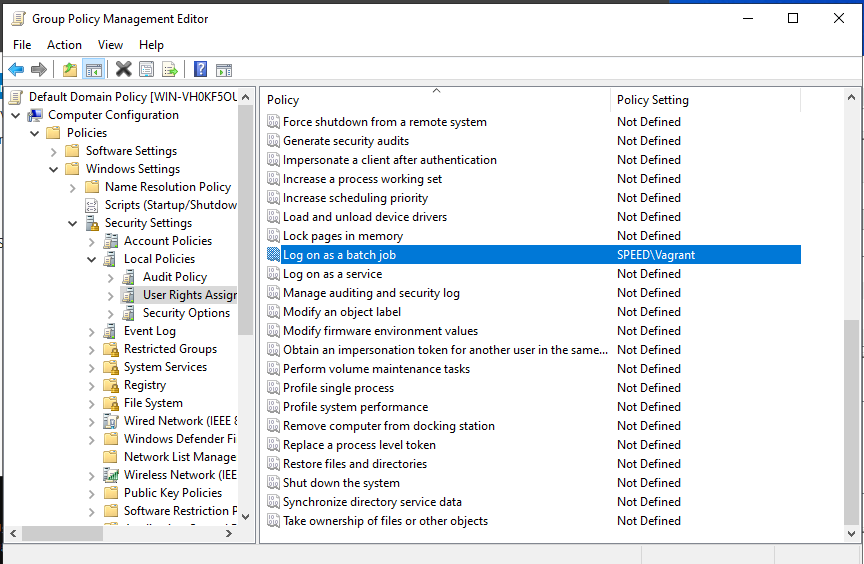 Group Policy Management Editor
File Action View Help
Default Domain Policy [WIN-VH0KF5OU
Computer Configuration
Policies
Software Settings
Windows Settings
Name Resolution Policy
Scripts (Startup/Shutdow
Security Settings
Account Policies
Local Policies
Audit Policy
User Rights Assigr
Security Options
Event Log
Restricted Groups
System Services
Registry
File System
Wired Network (IEEE 8
Windows Defender Fi
Network List Manage
Wireless Network (IEE
Public Key Policies
Software Restriction P
Policy Policy Setting
Force shutdown from a remote system Not Defined
Generate security audits Not Defined
Impersonate a client after authentication Not Defined
Increase a process working set Not Defined
Increase scheduling priority Not Defined
Load and unload device drivers Not Defined
Lock pages in memory Not Defined
Log on as a batch job SPEED\Vagrant
Log on as a service Not Defined
Manage auditing and security log Not Defined
Modify an object label Not Defined
Modify firmware environment values Not Defined
Obtain an impersonation token for another user in the same... Not Defined
Perform volume maintenance tasks Not Defined
Profile single process Not Defined
Profile system performance Not Defined
Remove computer from docking station Not Defined
Replace a process level token Not Defined
Restore files and directories Not Defined
Shut down the system Not Defined
Synchronize directory service data Not Defined
Take ownership of files or other objects Not Defined